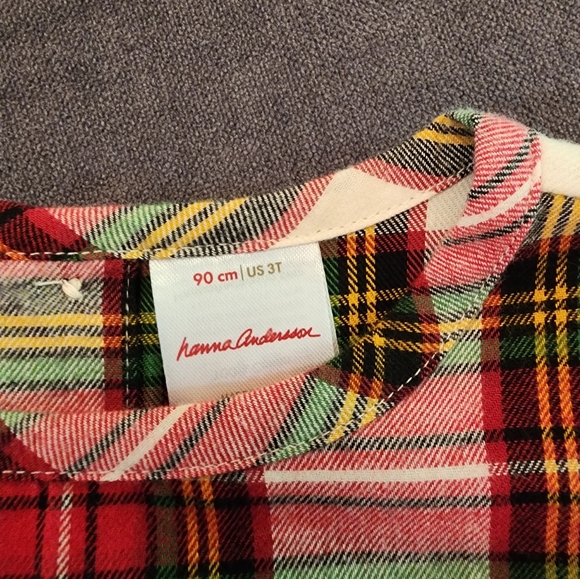 90 cm | US 3T
hanna Andersson